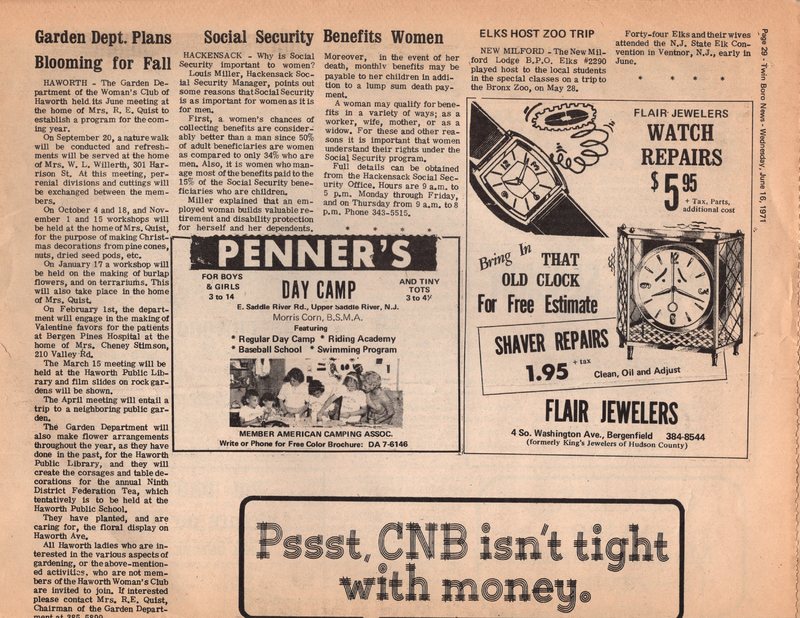 Garden Dept. Plans
Blooming for Fall
HAWORTH - The Garden De-
partment of the Woman's Club of
Haworth held its June meeting at
the home of Mrs. R. E. Quist to
establish a program for the com-
ing year.
On September 20, a nature walk
will be conducted and refresh-
ments will be served at the home
of Mrs. W. L. Willerth, 301 Har-
rison St. At this meeting, per-
ennial divisions and cuttings
will be exchanged between the mem-
bers.
On October 4 and 18, and Nov-
ember 1 and 15 workshops will
be held at the home of Mrs. Quist,
for the purpose of making Christ-
mas decorations from pine cones,
nuts, dried seed pods, etc.
On January 17 a workshop will
be held on the making of burlap
flowers, and on terrariums. This
will also take place in the home
of Mrs. Quist.
On February 1st, the depart-
ment will engage in the making of
Valentine favors for the patients
at Bergen Pines Hospital at the
home of Mrs. Cheney Stimson,
210 Valley Rd.
The March 15 meeting will be
held at the Haworth Public Lib-
rary and film slides on rock gar-
dens will be shown.
The April meeting will entail a
trip to a neighboring public gar-
den.
The Garden Department will
also make flower arrangements
throughout the year, as they have
done in the past, for the Haworth
Public Library, and they will
create the corsages and table de-
corations for the annual Ninth
District Federation Tea, which
tentatively is to be held at the
Haworth Public School.
They have planted, and are
caring for, the floral display on
Haworth Ave.
All Haworth ladies who are in-
terested in the various aspects of
gardening, or the above-mention-
ed activities, who are not mem-
bers of the Haworth Woman's Club
are invited to join. If interested
please contact Mrs. R.E. Quist,
Chairman of the Garden Depart-
ment at 385-5899
Social Security Benefits Women
HACKENSACK - Why is Social
Security important to women?
Louis Miller, Hackensack Soc-
ial Security Manager, points out
some reasons that Social Security
is as important for women as it is
for men.
First, a women's chances of
collecting benefits are consider-
ably better than a man since 50%
of adult beneficiaries are women
as compared to only 34% who are
men. Also, it is women who man-
age most of the benefits paid to the
15% of the Social Security bene-
ficiaries who are children.
Miller explained that an em-
ployed woman builds valuable re-
tirement and disability protection
for herself and her dependents.
Moreover, in the event of her
death, monthly benefits may be
payable to her children in addi-
tion to a lump sum death pay-
ment.
A woman may qualify for bene-
fits in a variety of ways; as a
worker, wife, mother, or as a
widow. For these and other rea-
sons it is important that women
understand their rights under the
Social Security program.
Full details can be obtained
from the Hackensack Social Sec-
urity Office. Hours are 9 a.m. to
5 p.m. Monday through Friday,
and on Thursday from 9 a.m. to 8
p.m. Phone 343-5515.
* * * * *
PENNER'S
FOR BOYS
& GIRLS
3 to 14
DAY CAMP
AND TINY
TOTS
3 to 4½
E. Saddle River Rd., Upper Saddle River, N.J.
Morris Corn, B.S.M.A.
Featuring
* Regular Day Camp * Riding Academy
* Baseball School * Swimming Program
MEMBER AMERICAN CAMPING ASSOC.
Write or Phone for Free Color Brochure: DA 7-6146
ELKS HOST ZOO TRIP
NEW MILFORD - The New Mil-
ford Lodge B.P.O. Elks #2290
played host to the local students
in the special classes on a trip to
the Bronx Zoo, on May 28.
Forty-four Elks and their wives
attended the N.J. State Elk Con-
vention in Ventnor, N.J., early in
June.
* * * * *
FLAIR JEWELERS
WATCH
REPAIRS
$5.95
+ Tax, Parts,
additional cost
Bring In THAT
OLD CLOCK
For Free Estimate
SHAVER REPAIRS
1.95 + tax
Clean, Oil and Adjust
FLAIR JEWELERS
4 So. Washington Ave., Bergenfield 384-8544
(formerly King's Jewelers of Hudson County)
Page 29 - Twin Boro News - Wednesday, June 16, 1971
Pssst, CNB isn't tight
with money.